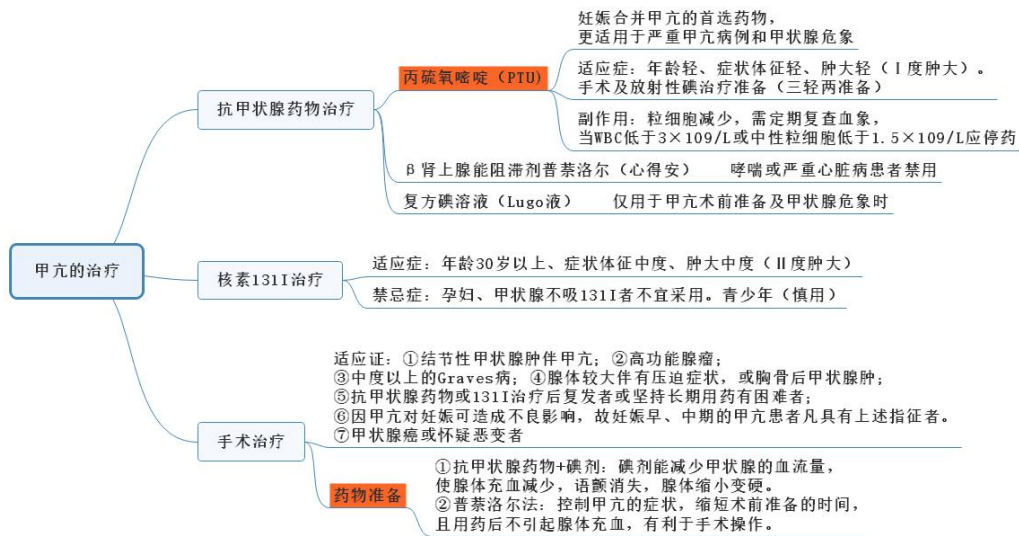 甲亢的治疗
抗甲状腺药物治疗
丙硫氧嘧啶（PTU)
妊娠合并甲亢的首选药物，
更适用于严重甲亢病例和甲状腺危象
适应症：年龄轻、症状体征轻、肿大轻（Ⅰ度肿大）。
手术及放射性碘治疗准备（三轻两准备）
副作用：粒细胞减少，需定期复查血象，
当WBC低于3×109/L或中性粒细胞低于1.5×109/L应停药
β肾上腺能阻滞剂普萘洛尔（心得安） 哮喘或严重心脏病患者禁用
复方碘溶液（Lugo液） 仅用于甲亢术前准备及甲状腺危象时
核素131I治疗
适应症：年龄30岁以上、症状体征中度、肿大中度（Ⅱ度肿大）
禁忌症：孕妇、甲状腺不吸131I者不宜采用。青少年（慎用）
手术治疗
适应证：①结节性甲状腺肿伴甲亢；②高功能腺瘤；
③中度以上的Graves病；④腺体较大伴有压迫症状，或胸骨后甲状腺肿；
⑤抗甲状腺药物或131I治疗后复发者或坚持长期用药有困难者；
⑥因甲亢对妊娠可造成不良影响，故妊娠早、中期的甲亢患者凡具有上述指征者。
⑦甲状腺癌或怀疑恶变者
药物准备
①抗甲状腺药物+碘剂：碘剂能减少甲状腺的血流量，
使腺体充血减少，语颤消失，腺体缩小变硬。
②普萘洛尔法：控制甲亢的症状，缩短术前准备的时间，
且用药后不引起腺体充血，有利于手术操作。